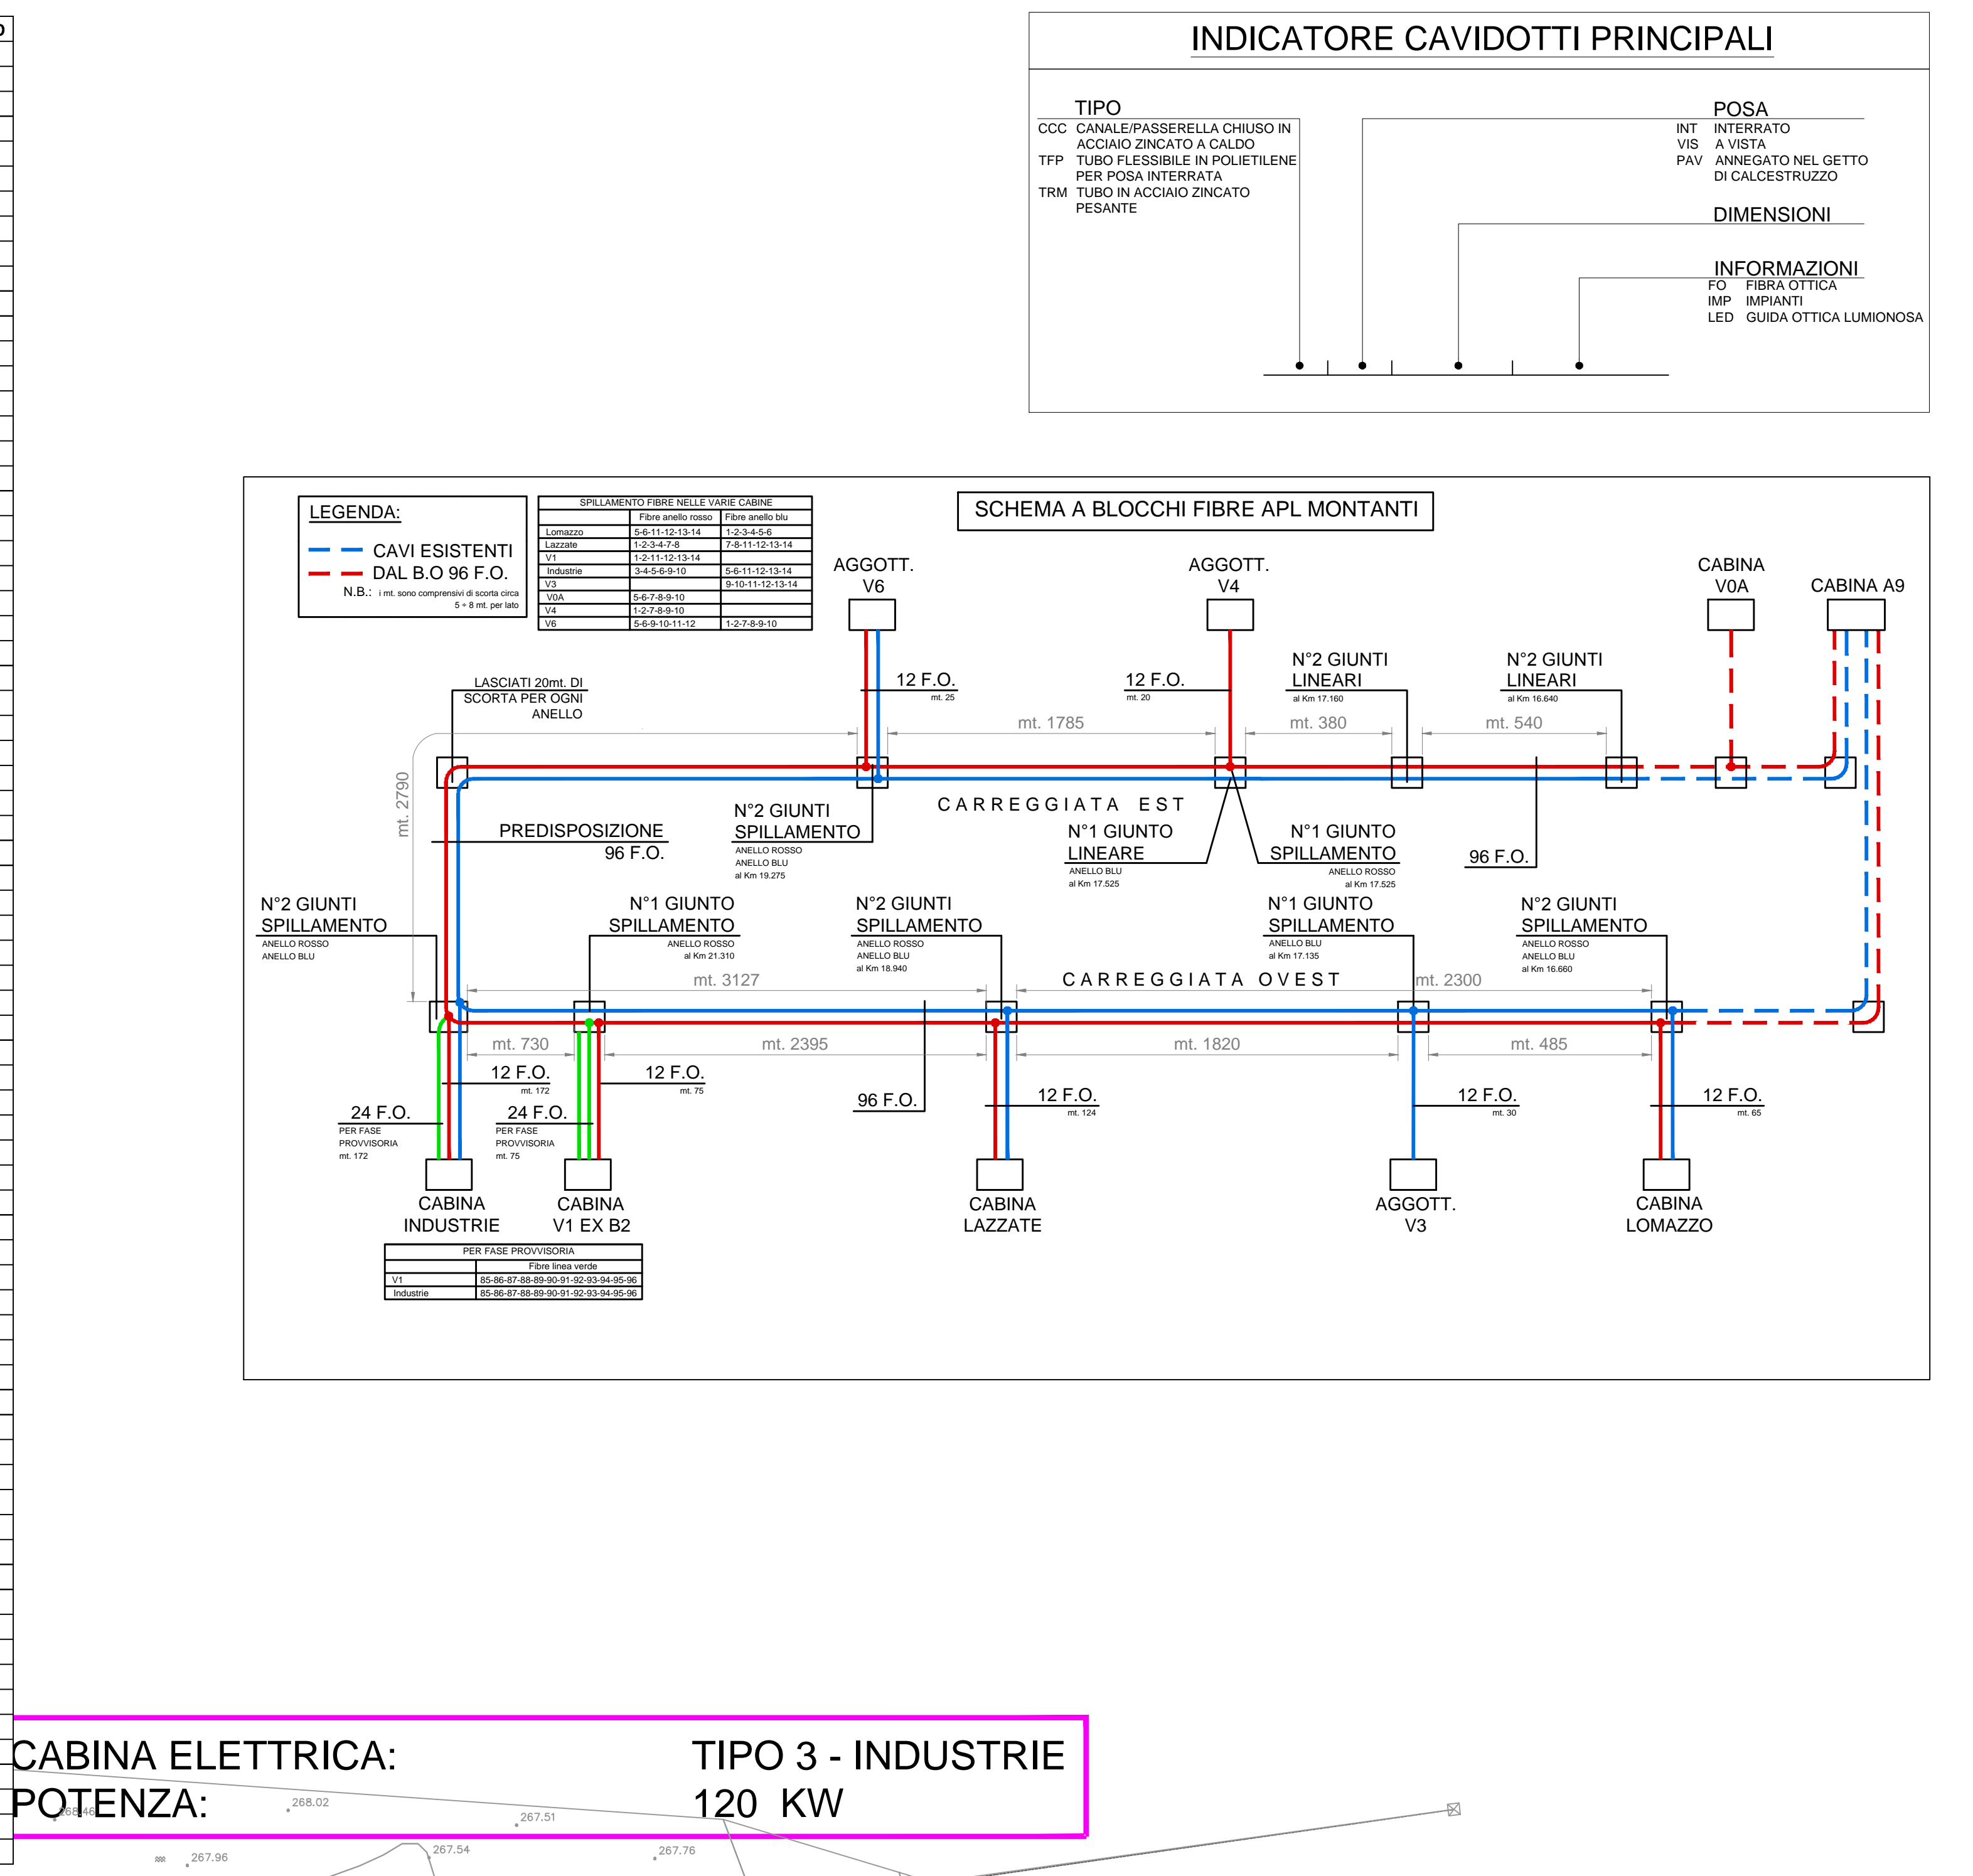 INDICATORE CAVIDOTTI PRINCIPALI
TIPO
CCC CANALE/PASSERELLA CHIUSO IN
ACCIAIO ZINCATO A CALDO
TFP TUBO FLESSIBILE IN POLIETILENE
PER POSA INTERRATA
TRM TUBO IN ACCIAIO ZINCATO
PESANTE
POSA
INT INTERRATO
VIS A VISTA
PAV ANNEGATO NEL GETTO
DI CALCESTRUZZO
DIMENSIONI
INFORMAZIONI
FO FIBRA OTTICA
IMP IMPIANTI
LED GUIDA OTTICA LUMIONOSA
LEGENDA:
CAVI ESISTENTI
DAL B.O 96 F.O.
N.B.: i mt. sono comprensivi di scorta circa
5 ÷ 8 mt. per lato
SPILLAMENTO FIBRE NELLE VARIE CABINE
Fibre anello rosso Fibre anello blu
Lomazzo 5-6-11-12-13-14 1-2-3-4-5-6
Lazzate 1-2-3-4-7-8 7-8-11-12-13-14
V1 1-2-11-12-13-14
Industrie 3-4-5-6-9-10 5-6-11-12-13-14
V3 9-10-11-12-13-14
V0A 5-6-7-8-9-10
V4 1-2-7-8-9-10
V6 5-6-9-10-11-12 1-2-7-8-9-10
SCHEMA A BLOCCHI FIBRE APL MONTANTI
AGGOTT.
V6
AGGOTT.
V4
CABINA
V0A
CABINA A9
LASCIATI 20mt. DI
SCORTA PER OGNI
ANELLO
12 F.O.
mt. 25
12 F.O.
mt. 20
N°2 GIUNTI
LINEARI
al Km 17.160
N°2 GIUNTI
LINEARI
al Km 16.640
mt. 1785
mt. 380
mt. 540
mt. 2790
CARREGGIATA EST
PREDISPOSIZIONE
96 F.O.
N°2 GIUNTI
SPILLAMENTO
ANELLO ROSSO
ANELLO BLU
al Km 19.275
N°1 GIUNTO
LINEARE
ANELLO BLU
al Km 17.525
N°1 GIUNTO
SPILLAMENTO
ANELLO ROSSO
al Km 17.525
96 F.O.
N°2 GIUNTI
SPILLAMENTO
ANELLO ROSSO
ANELLO BLU
N°1 GIUNTO
SPILLAMENTO
ANELLO ROSSO
al Km 21.310
N°2 GIUNTI
SPILLAMENTO
ANELLO ROSSO
ANELLO BLU
al Km 18.940
N°1 GIUNTO
SPILLAMENTO
ANELLO BLU
al Km 17.135
N°2 GIUNTI
SPILLAMENTO
ANELLO ROSSO
ANELLO BLU
al Km 16.660
mt. 3127
CARREGGIATA OVEST
mt. 2300
mt. 730
mt. 2395
mt. 1820
mt. 485
12 F.O.
mt. 172
12 F.O.
mt. 75
96 F.O.
12 F.O.
mt. 124
12 F.O.
mt. 30
12 F.O.
mt. 65
24 F.O.
PER FASE
PROVVISORIA
mt. 172
24 F.O.
PER FASE
PROVVISORIA
mt. 75
CABINA
INDUSTRIE
CABINA
V1 EX B2
CABINA
LAZZATE
AGGOTT.
V3
CABINA
LOMAZZO
PER FASE PROVVISORIA
Fibre linea verde
V1 85-86-87-88-89-90-91-92-93-94-95-96
Industrie 85-86-87-88-89-90-91-92-93-94-95-96
CABINA ELETTRICA: TIPO 3 - INDUSTRIE
POTENZA: 120 KW
268.46
268.02
267.51
267.96
267.54
267.76